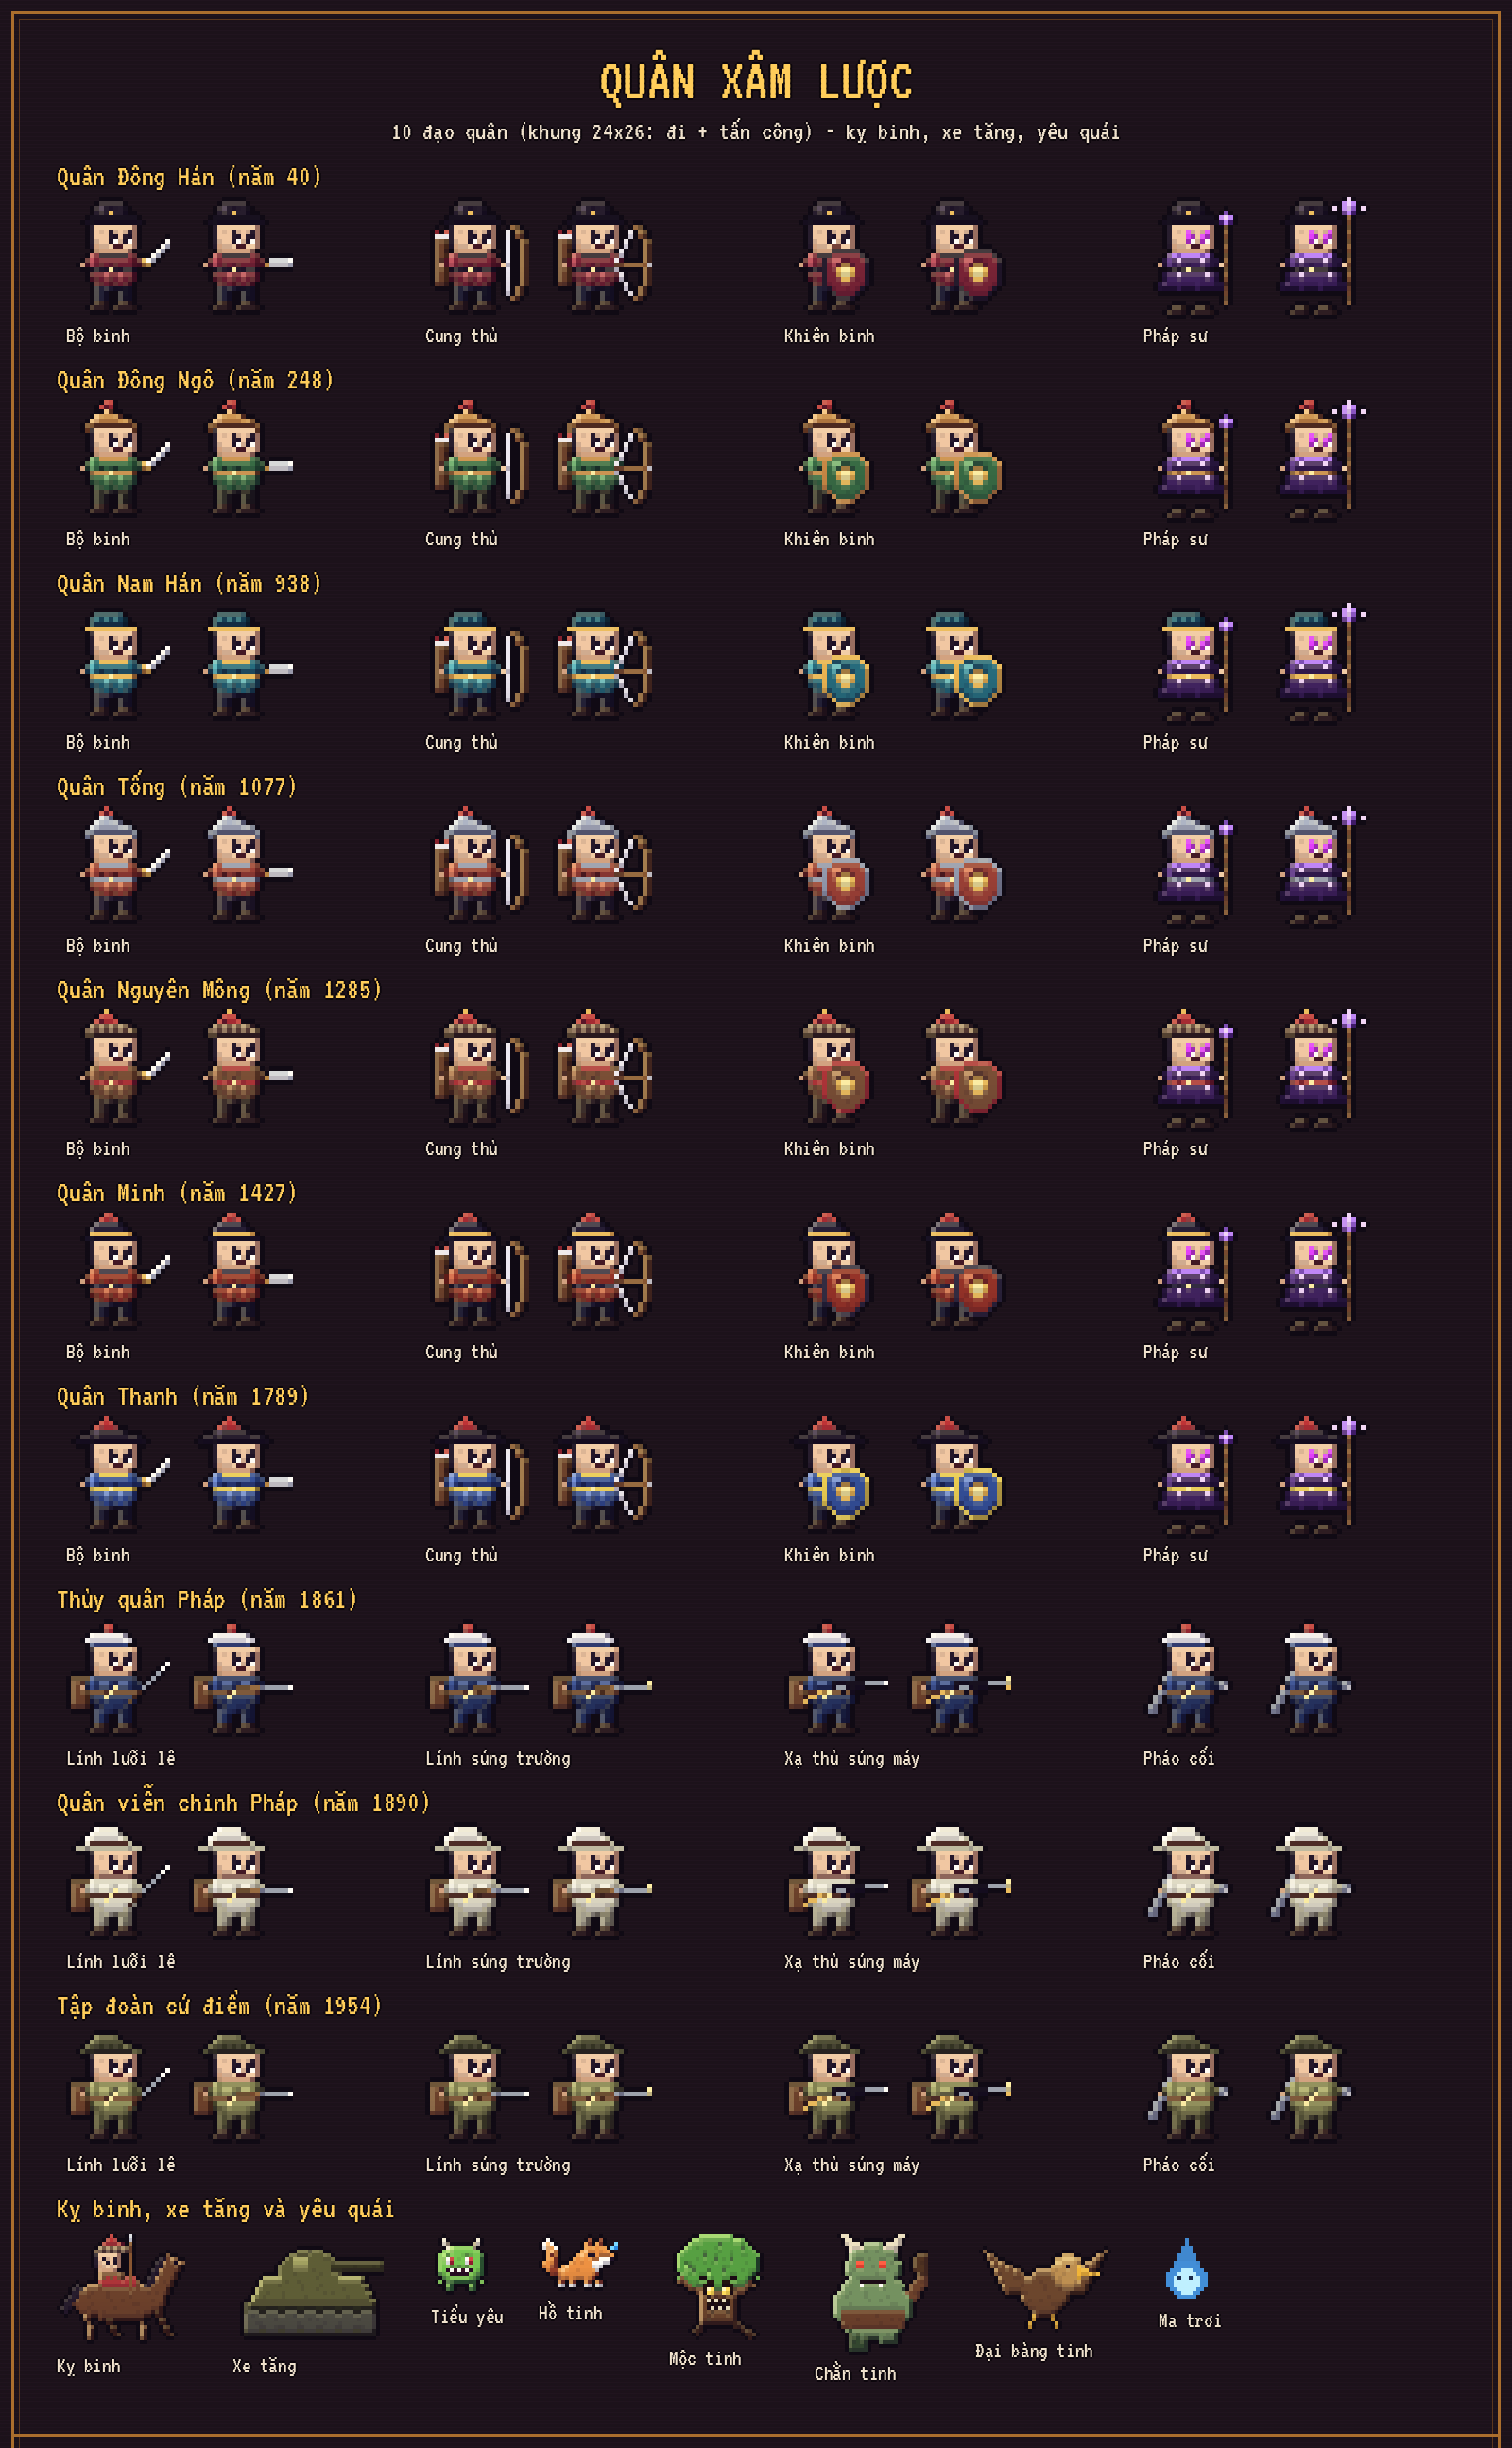 QUÂN XÂM LƯỢC
10 đạo quân (khung 24x26: đi + tấn công) - kỵ binh, xe tăng, yêu quái
Quân Đông Hán (năm 40)
Bộ binh Cung thủ Khiên binh Pháp sư
Quân Đông Ngô (năm 248)
Bộ binh Cung thủ Khiên binh Pháp sư
Quân Nam Hán (năm 938)
Bộ binh Cung thủ Khiên binh Pháp sư
Quân Tống (năm 1077)
Bộ binh Cung thủ Khiên binh Pháp sư
Quân Nguyên Mông (năm 1285)
Bộ binh Cung thủ Khiên binh Pháp sư
Quân Minh (năm 1427)
Bộ binh Cung thủ Khiên binh Pháp sư
Quân Thanh (năm 1789)
Bộ binh Cung thủ Khiên binh Pháp sư
Thủy quân Pháp (năm 1861)
Lính lưỡi lê Lính súng trường Xạ thủ súng máy Pháo cối
Quân viễn chinh Pháp (năm 1890)
Lính lưỡi lê Lính súng trường Xạ thủ súng máy Pháo cối
Tập đoàn cứ điểm (năm 1954)
Lính lưỡi lê Lính súng trường Xạ thủ súng máy Pháo cối
Kỵ binh, xe tăng và yêu quái
Kỵ binh Xe tăng Tiểu yêu Hồ tinh Mộc tinh Chằn tinh Đại bàng tinh Ma trơi